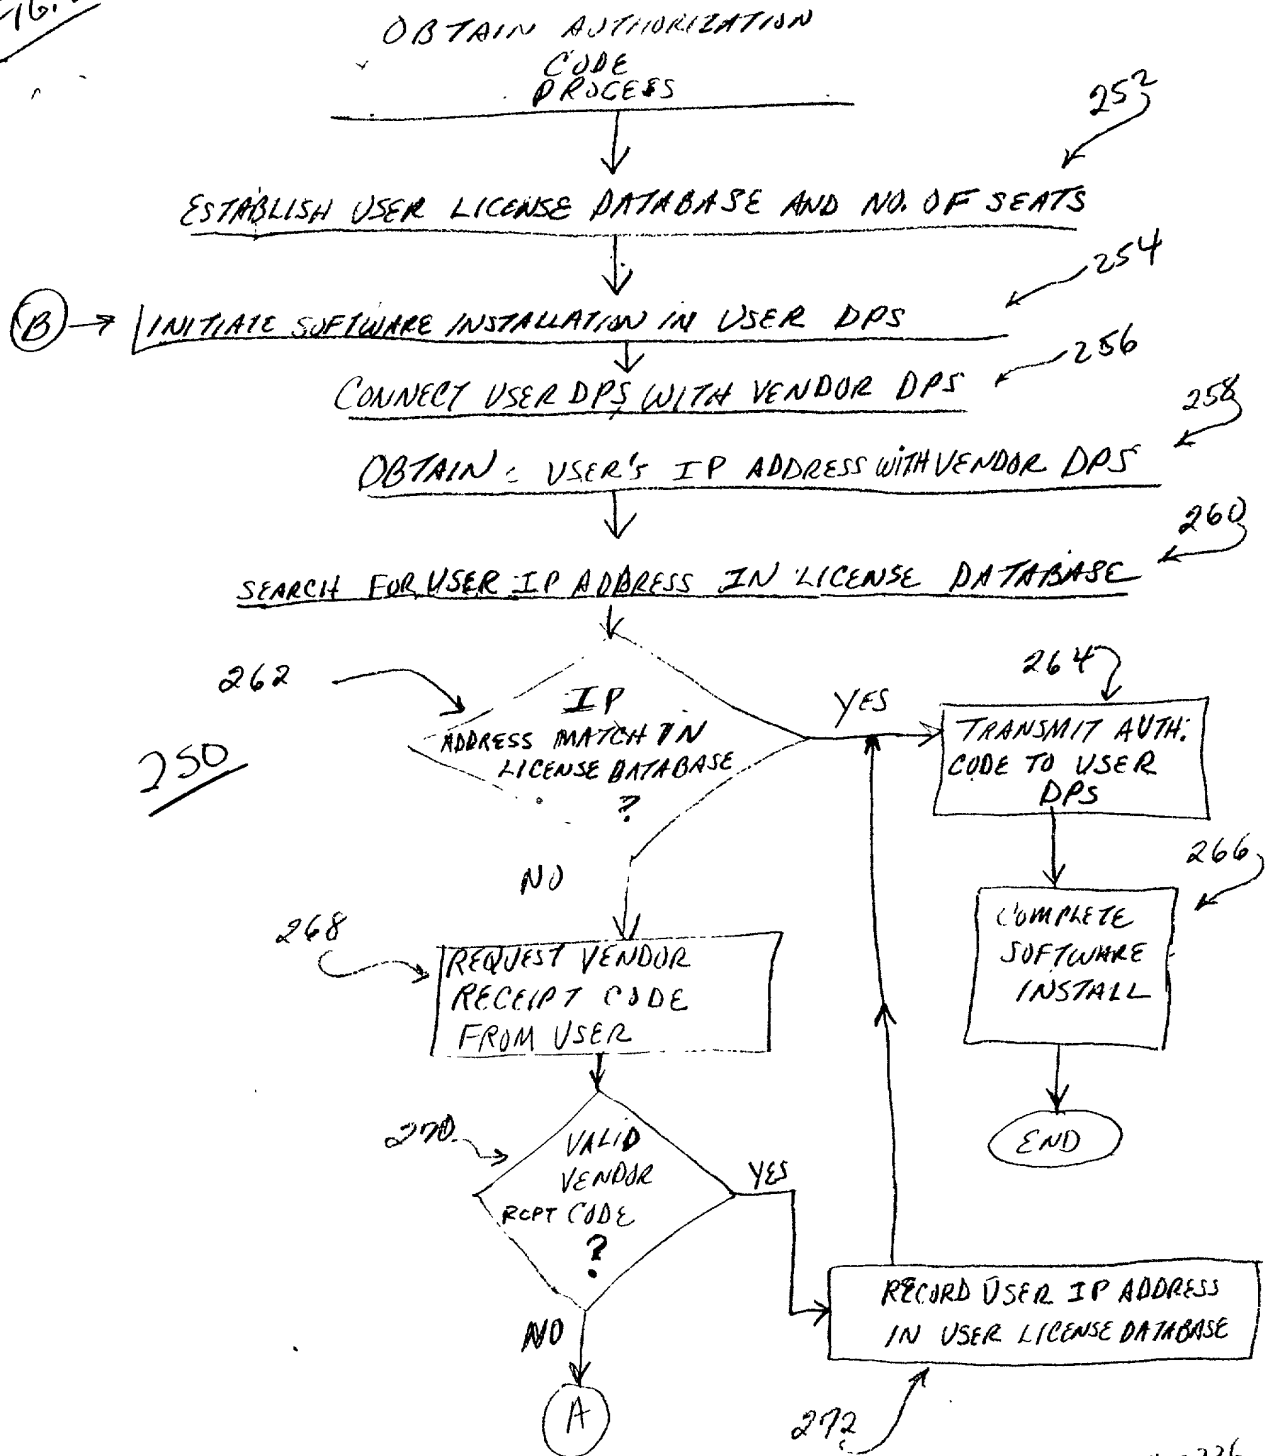 OBTAIN AUTHORIZATION
CODE
PROCESS
252
ESTABLISH USER LICENSE DATABASE AND NO. OF SEATS
254
B
INITIATE SOFTWARE INSTALLATION IN USER DPS
256
CONNECT USER DPS WITH VENDOR DPS
258
OBTAIN : USER'S IP ADDRESS WITH VENDOR DPS
260
SEARCH FOR USER IP ADDRESS IN LICENSE DATABASE
262
IP
ADDRESS MATCH IN
LICENSE DATABASE
?
YES
264
TRANSMIT AUTH.
CODE TO USER
DPS
250
NO
266
COMPLETE
SOFTWARE
INSTALL
268
REQUEST VENDOR
RECEIPT CODE
FROM USER
END
270
VALID
VENDOR
RCPT CODE
?
YES
NO
RECORD USER IP ADDRESS
IN USER LICENSE DATABASE
A
272